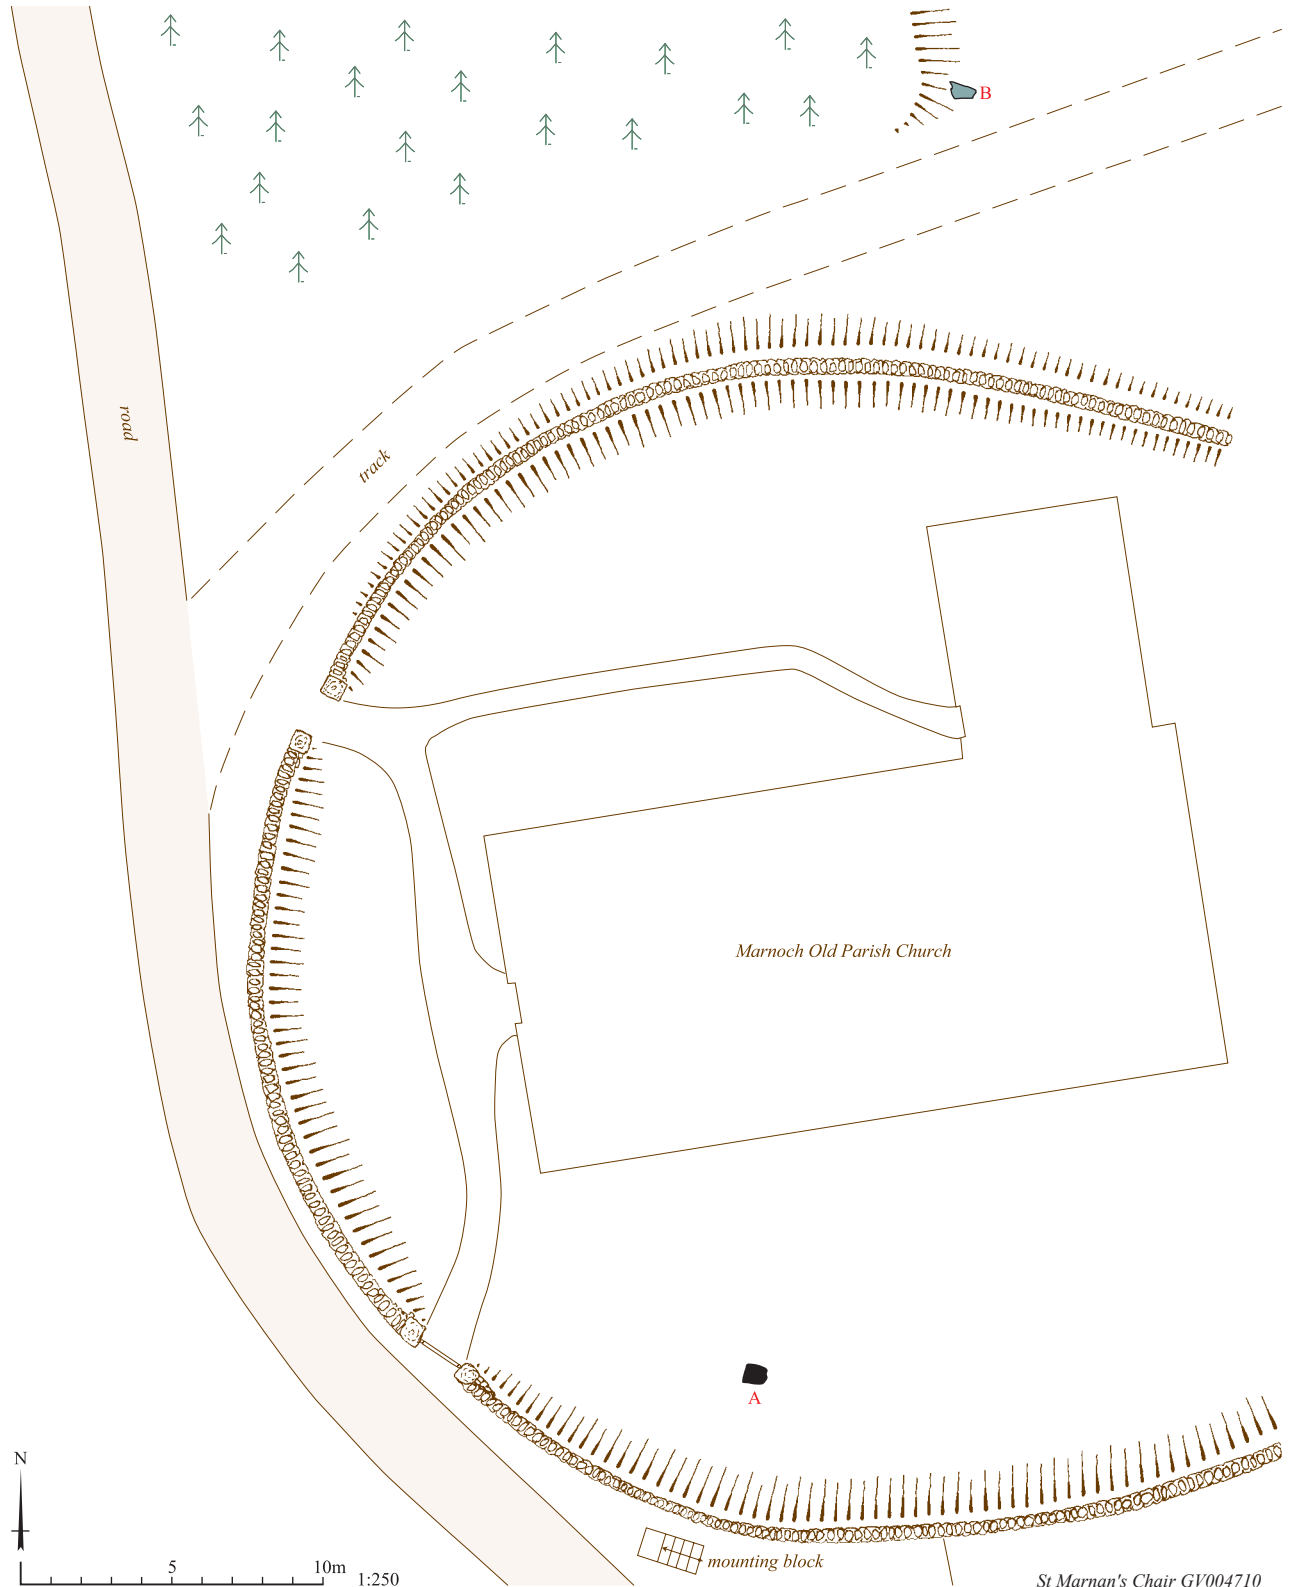 B
road
track
Marnoch Old Parish Church
A
N
5
10m
1:250
mounting block
St Marnan's Chair GV004710